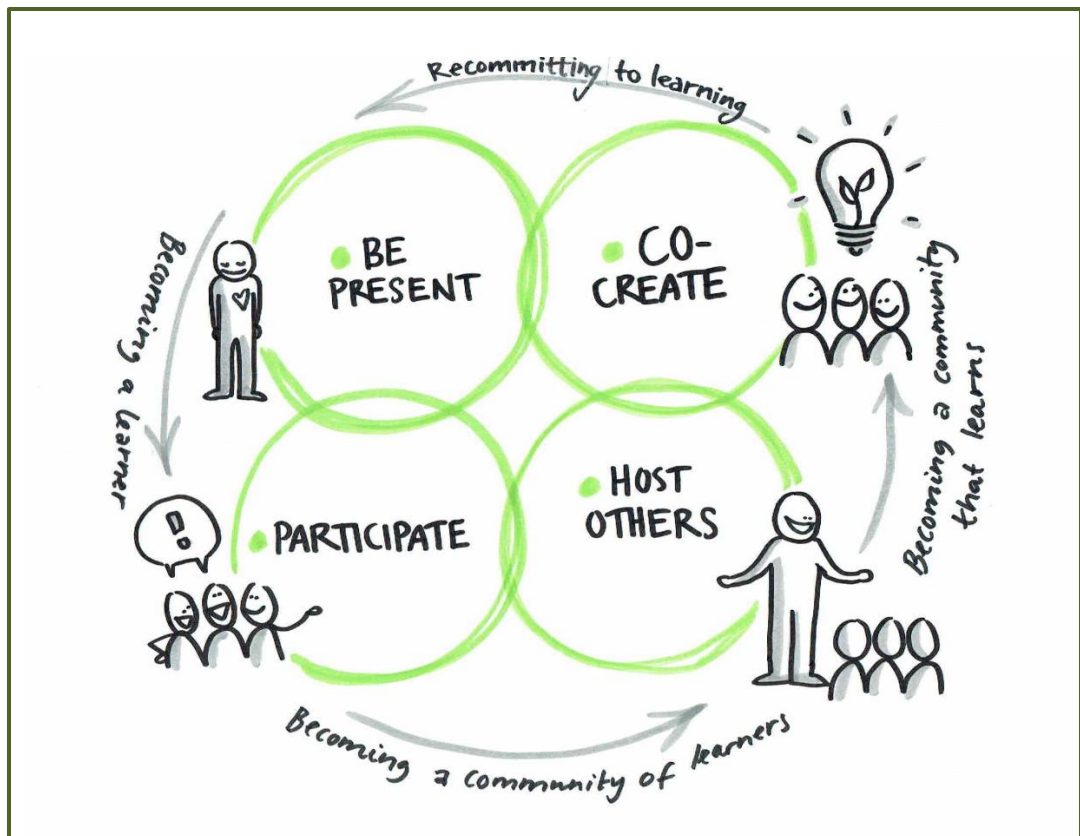 Recommitting to learning
BE
PRESENT
CO-
CREATE
Becoming a learner
Becoming a community
that learns
!
PARTICIPATE
HOST
OTHERS
Becoming a community of learners